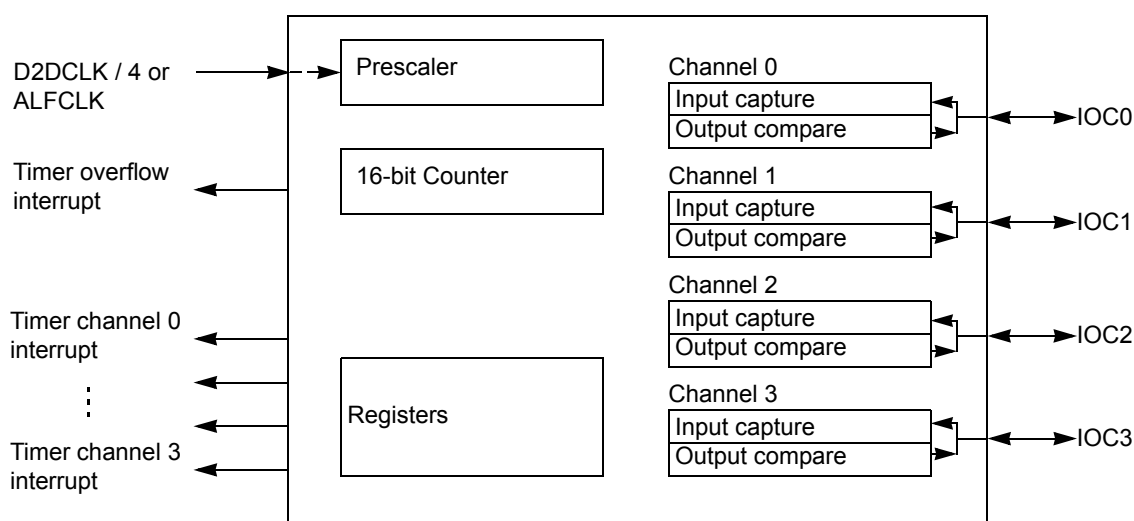 D2DCLK / 4 or
ALFCLK
Timer overflow
interrupt
Timer channel 0
interrupt
Timer channel 3
interrupt
Prescaler
16-bit Counter
Registers
Channel 0
Input capture
Output compare
Channel 1
Input capture
Output compare
Channel 2
Input capture
Output compare
Channel 3
Input capture
Output compare
IOC0
IOC1
IOC2
IOC3